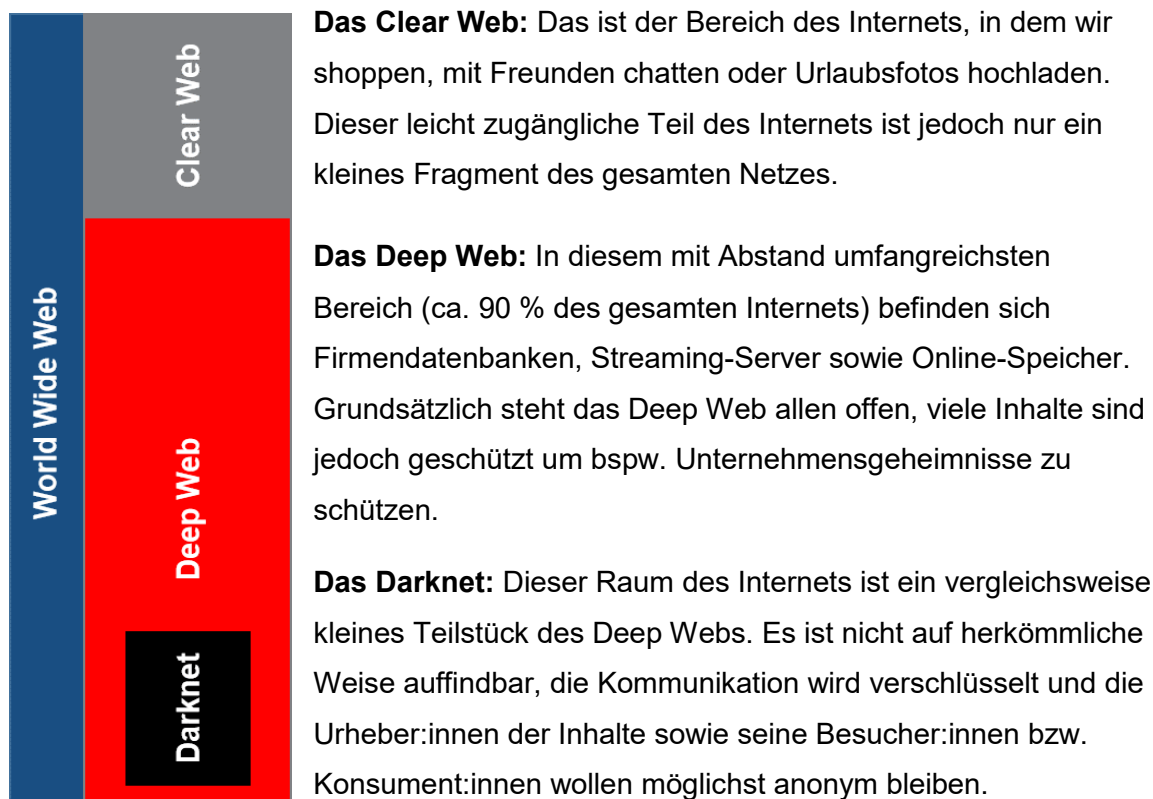 World Wide Web
Clear Web
Deep Web
Darknet
Das Clear Web: Das ist der Bereich des Internets, in dem wir
shoppen, mit Freunden chatten oder Urlaubsfotos hochladen.
Dieser leicht zugängliche Teil des Internets ist jedoch nur ein
kleines Fragment des gesamten Netzes.
Das Deep Web: In diesem mit Abstand umfangreichsten
Bereich (ca. 90 % des gesamten Internets) befinden sich
Firmendatenbanken, Streaming-Server sowie Online-Speicher.
Grundsätzlich steht das Deep Web allen offen, viele Inhalte sind
jedoch geschützt um bspw. Unternehmensgeheimnisse zu
schützen.
Das Darknet: Dieser Raum des Internets ist ein vergleichsweise
kleines Teilstück des Deep Webs. Es ist nicht auf herkömmliche
Weise auffindbar, die Kommunikation wird verschlüsselt und die
Urheber:innen der Inhalte sowie seine Besucher:innen bzw.
Konsument:innen wollen möglichst anonym bleiben.